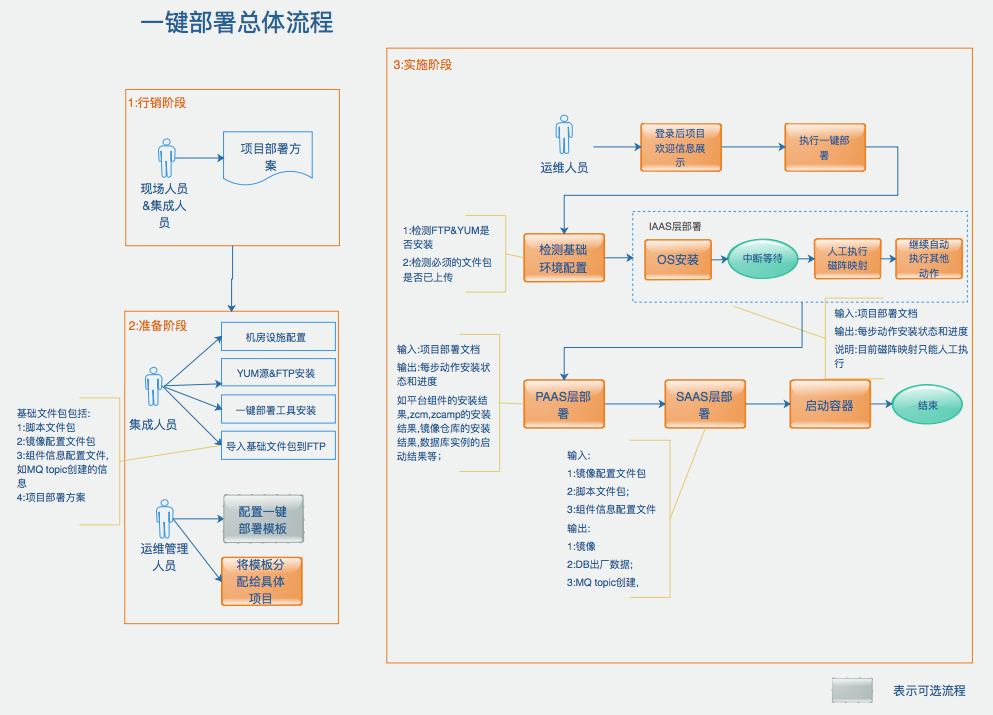 一键部署总体流程
1:行销阶段
项目部署方
案
现场人员
&集成人
员
2:准备阶段
机房设施配置
YUM源&FTP安装
一键部署工具安装
导入基础文件包到FTP
集成人员
基础文件包包括:
1:脚本文件包
2:镜像配置文件包
3:组件信息配置文件,
如MQ topic创建的信
息
4:项目部署方案
运维管理
人员
配置一键
部署模板
将模板分
配给具体
项目
3:实施阶段
运维人员
登录后项目
欢迎信息展
示
执行一键部
署
1:检测FTP&YUM是
否安装
2:检测必须的文件包
是否已上传
检测基础
环境配置
IAAS层部署
OS安装
中断等待
人工执行
磁阵映射
继续自动
执行其他
动作
输入:项目部署文档
输出:每步动作安装状态和进度
说明:目前磁阵映射只能人工执
行
输入:项目部署文档
输出:每步动作安装状
态和进度
如平台组件的安装结
果,zcm,zcamp的安装
结果,镜像仓库的安装
结果,数据库实例的启
动结果等；
PAAS层部
署
SAAS层部
署
启动容器
结束
输入:
1:镜像配置文件包
2:脚本文件包;
3:组件信息配置文件
输出:
1:镜像
2:DB出厂数据;
3:MQ topic创建,
表示可选流程